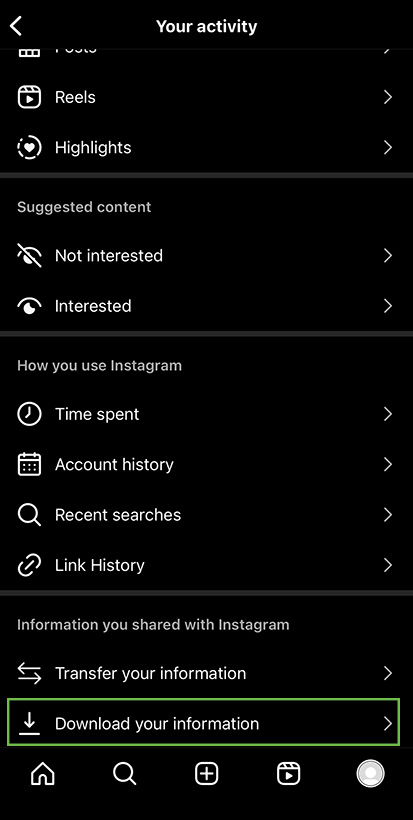 Your activity
Posts
Reels
Highlights
Suggested content
Not interested
Interested
How you use Instagram
Time spent
Account history
Recent searches
Link History
Information you shared with Instagram
Transfer your information
Download your information